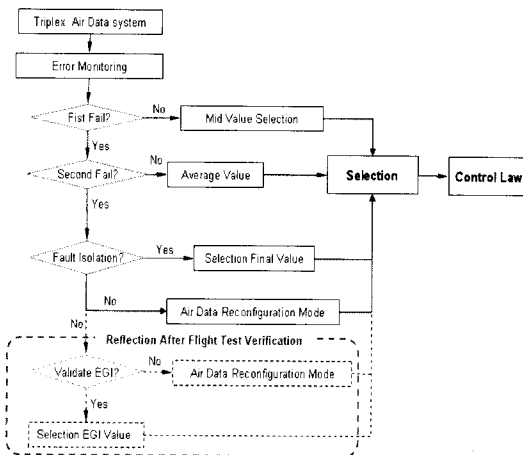 Triplex Air Data system
Error Monitoring
Fist Fail?
No
Mid Value Selection
Yes
Second Fail?
No
Average Value
Selection
Control Law
Yes
Fault Isolation?
Yes
Selection Final Value
No
Air Data Reconfiguration Mode
No
Reflection After Flight Test Verification
Validate EGI?
No
Air Data Reconfiguration Mode
Yes
Selection EGI Value